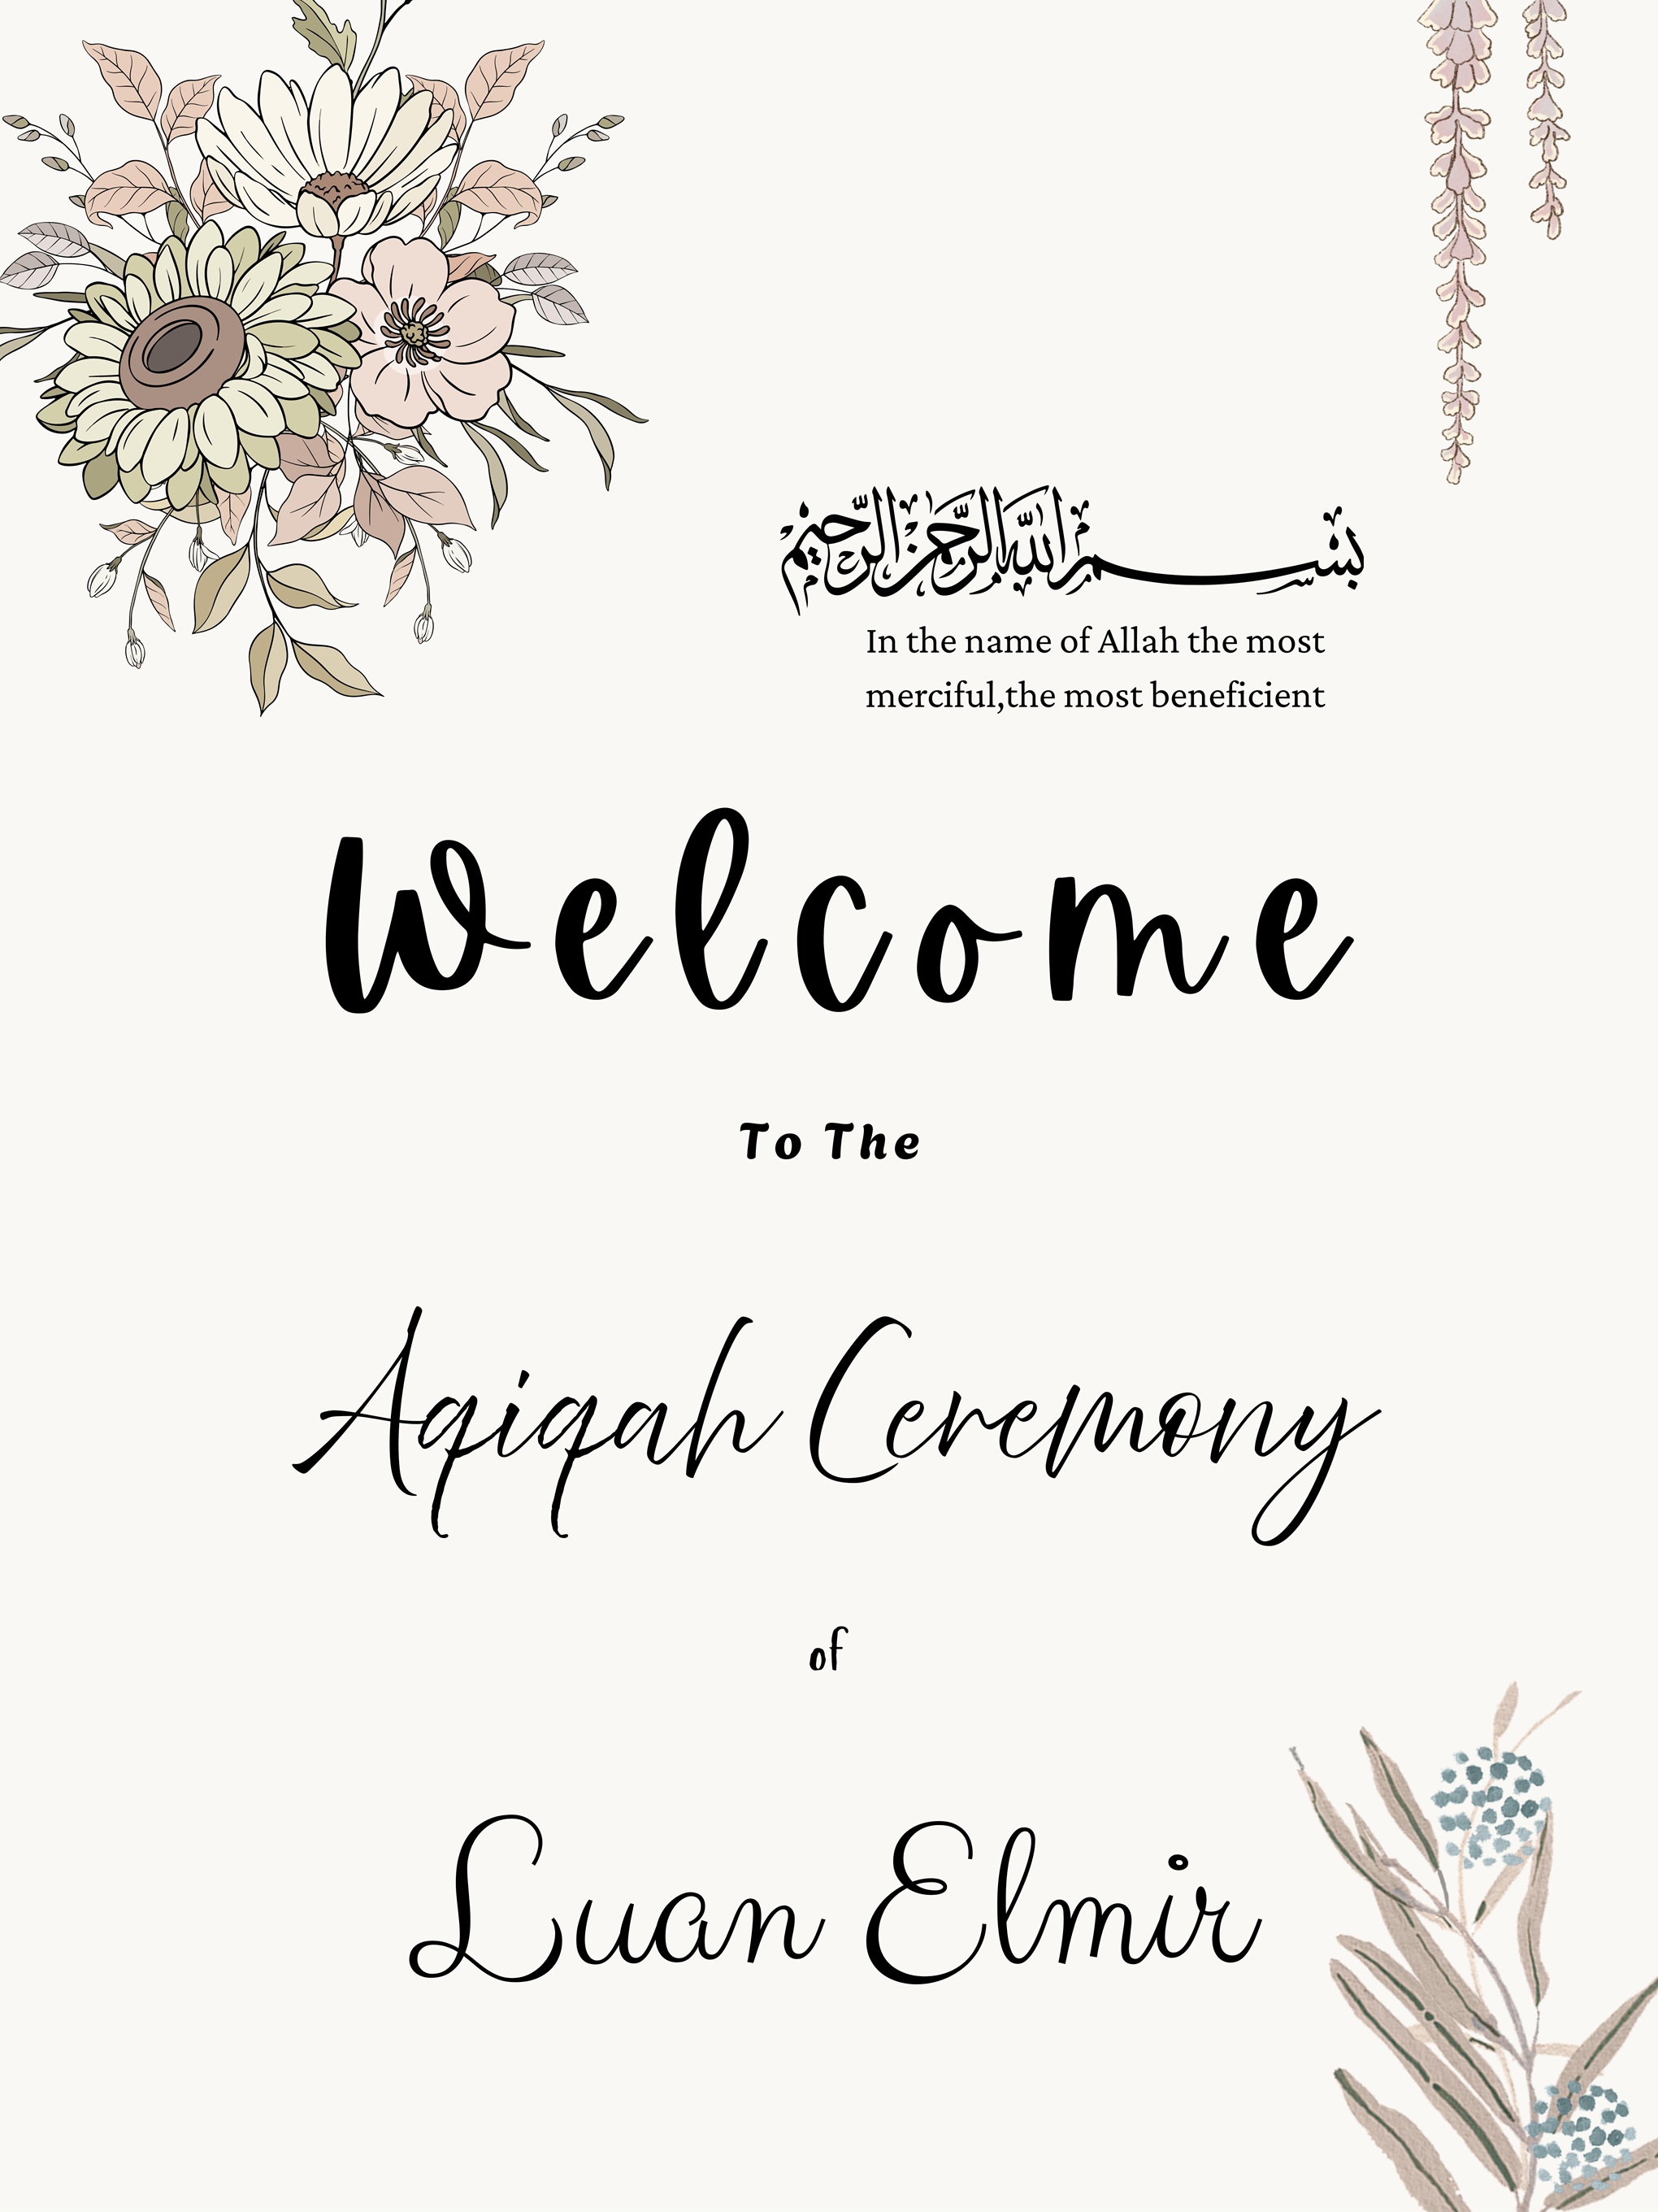 بسم الله الرحمن الرحيم
In the name of Allah the most
merciful,the most beneficient
Welcome
To The
Aqiqah Ceremony
of
Luan Elmir